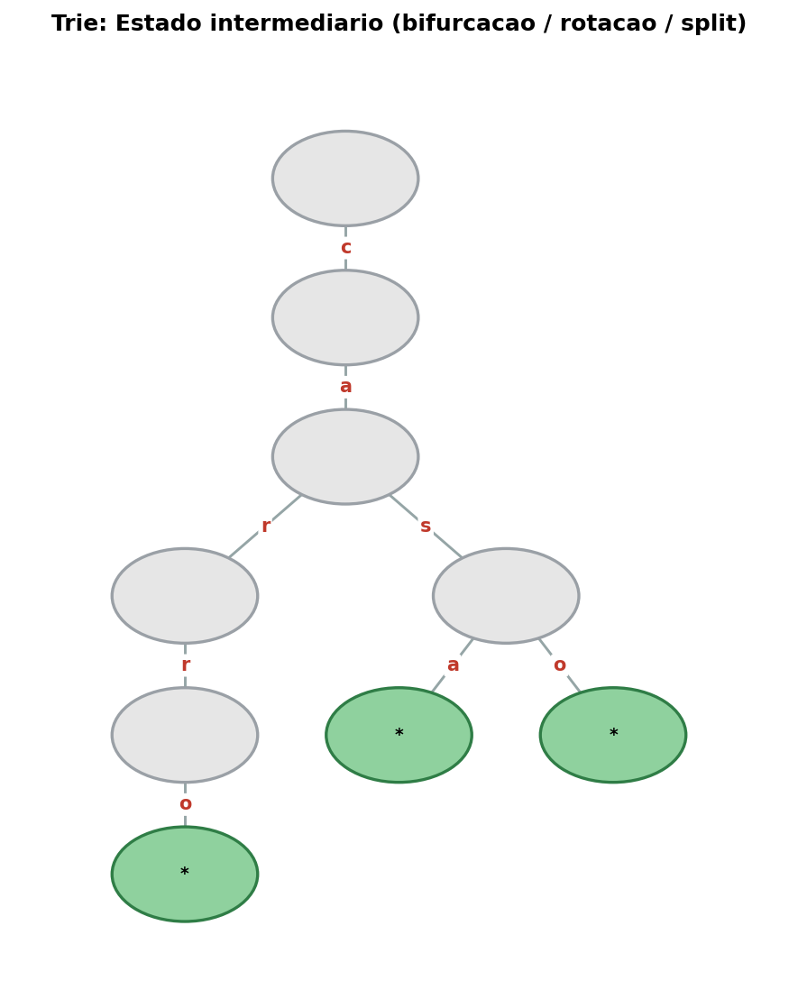 Trie: Estado intermediario (bifurcacao / rotacao / split)
c
a
r s
r a o
* *
o
*